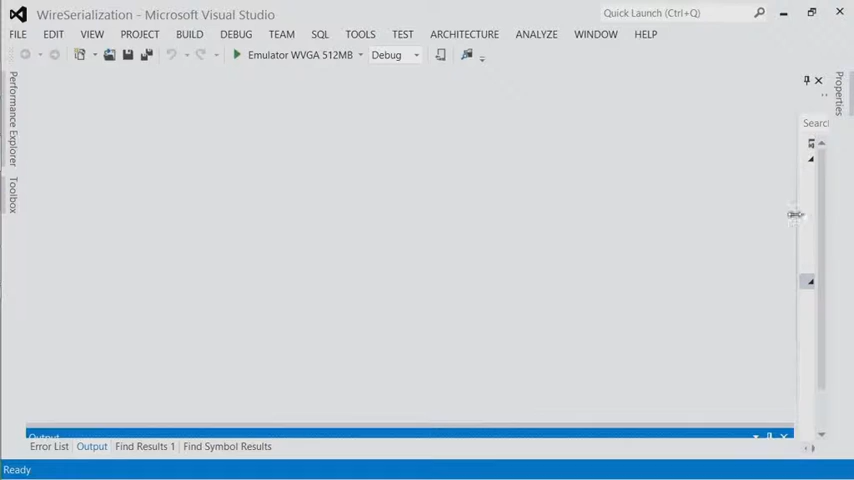 WireSerialization - Microsoft Visual Studio
Quick Launch (Ctrl+Q)
FILE EDIT VIEW PROJECT BUILD DEBUG TEAM SQL TOOLS TEST ARCHITECTURE ANALYZE WINDOW HELP
Emulator WVGA 512MB Debug
Performance Explorer
Toolbox
Properties
Search
Output
Error List Output Find Results 1 Find Symbol Results
Ready